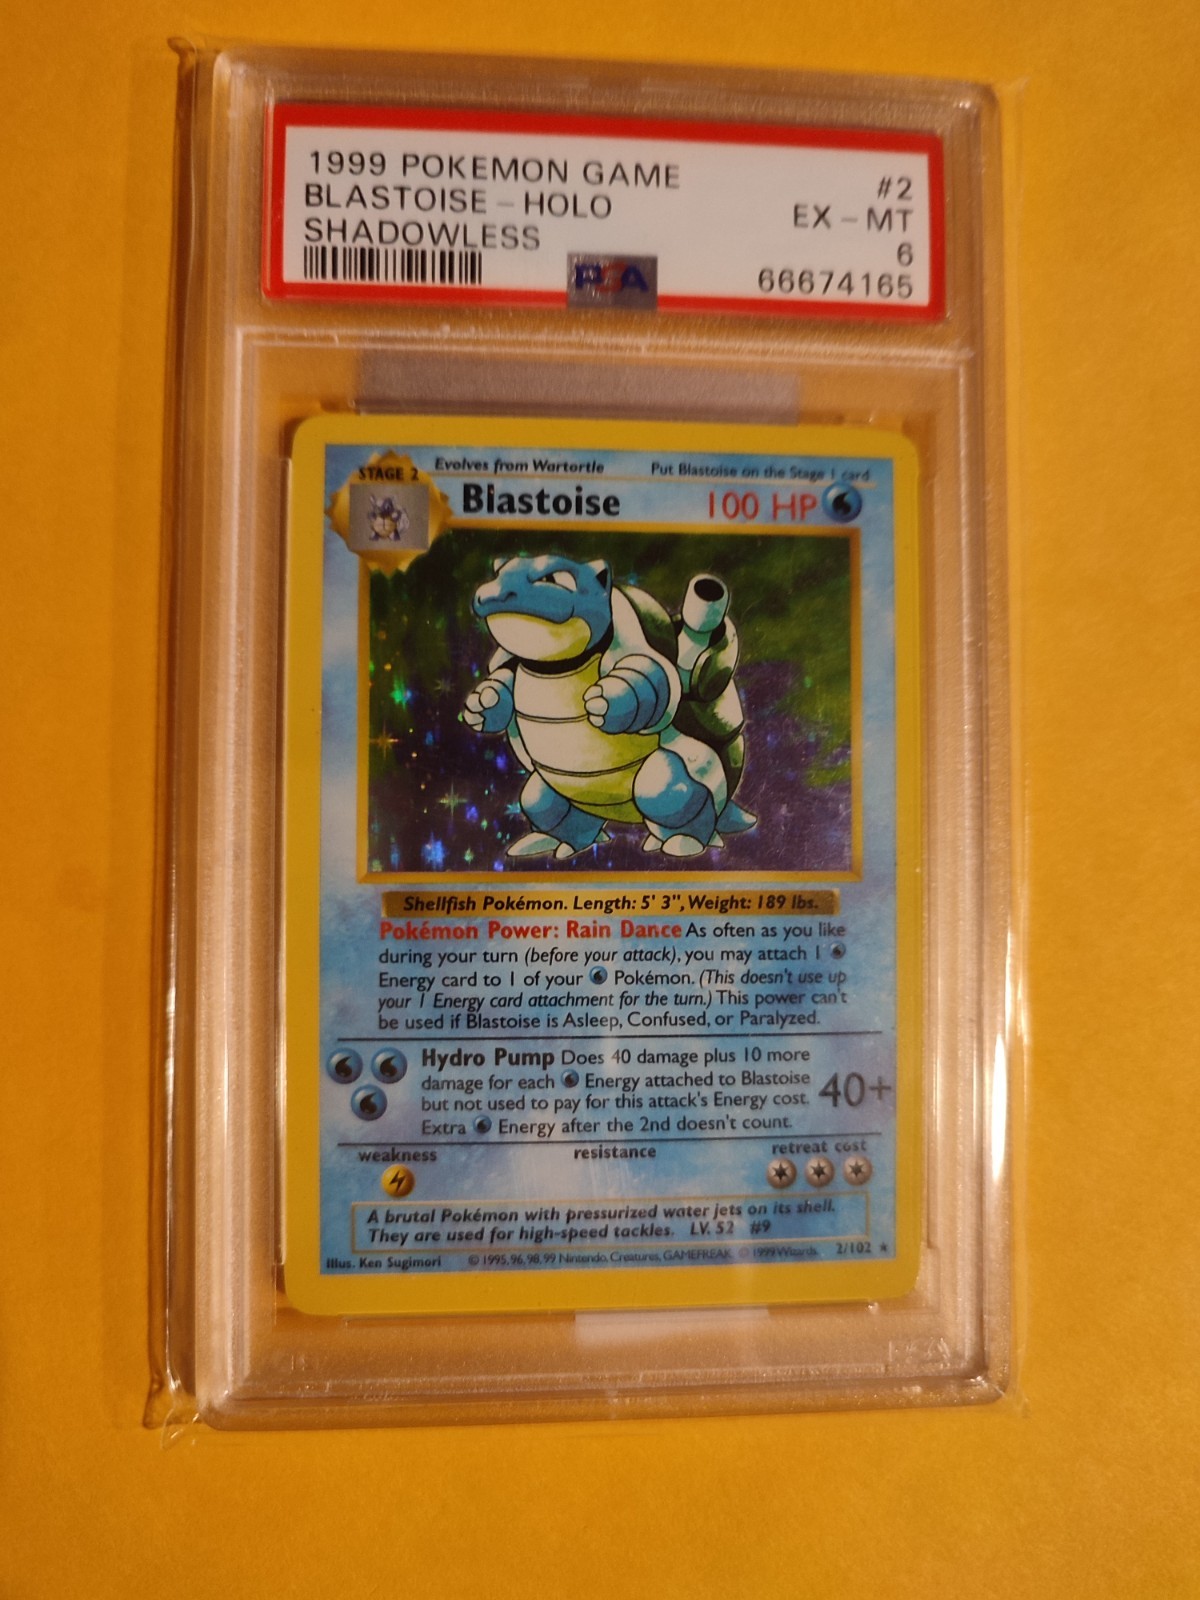 1999 POKEMON GAME #2
BLASTOISE - HOLO EX - MT
SHADOWLESS 6
PSA 66674165
STAGE 2 Evolves from Wartortle Put Blastoise on the Stage 1 card
Blastoise 100 HP
Shellfish Pokémon. Length: 5' 3", Weight: 189 lbs.
Pokémon Power: Rain Dance As often as you like
during your turn (before your attack), you may attach 1
Energy card to 1 of your Pokémon. (This doesn't use up
your 1 Energy card attachment for the turn.) This power can't
be used if Blastoise is Asleep, Confused, or Paralyzed.
Hydro Pump Does 40 damage plus 10 more
damage for each Energy attached to Blastoise 40+
but not used to pay for this attack's Energy cost.
Extra Energy after the 2nd doesn't count.
weakness resistance retreat cost
A brutal Pokémon with pressurized water jets on its shell.
They are used for high-speed tackles. LV. 52 #9
Illus. Ken Sugimori © 1995, 96, 98, 99 Nintendo, Creatures, GAMEFREAK. © 1999 Wizards. 2/102 ★